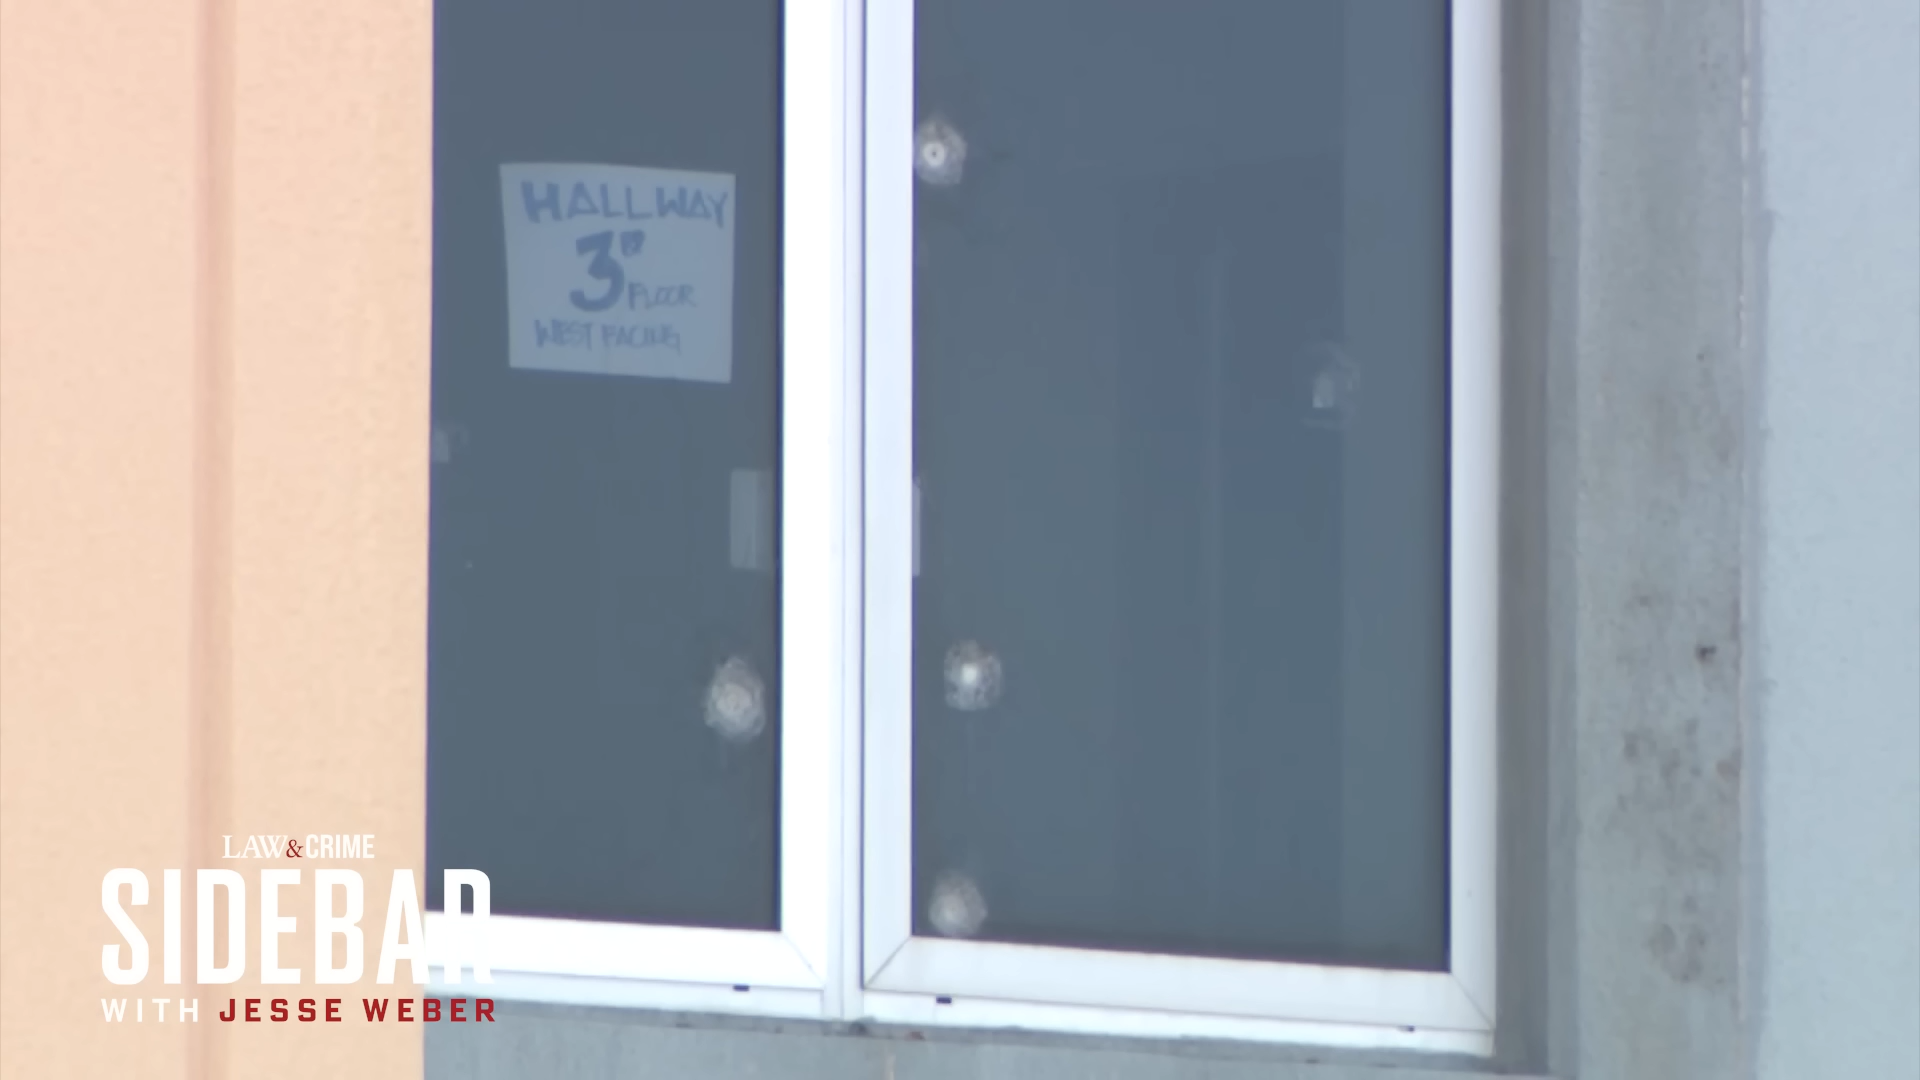 HALLWAY
3RD FLOOR
WEST FACING
LAW&CRIME
SIDEBAR
WITH JESSE WEBER